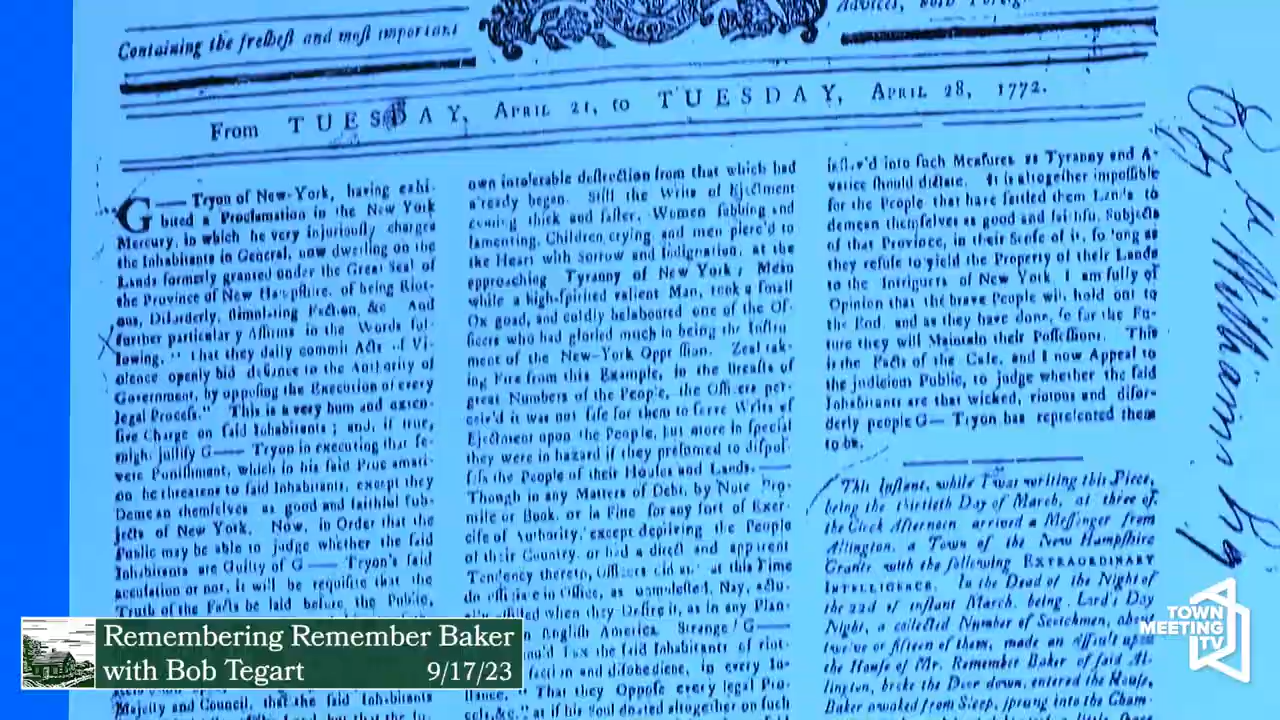 Containing the freshest and most important
Advices, both Foreig
From TUESDAY, APRIL 21, to TUESDAY, APRIL 28, 1772.
G—— Tryon of New-York, having exhi-
bited a Proclamation in the New York
Mercury, in which he very injuriously charges
the Inhabitants in General, now dwelling on the
Lands formerly granted under the Great Seal of
the Province of New Hampshire, of being Riot-
ous, Disorderly, &c And
further particularly Assums in the Words fol-
lowing, " That they daily commit Acts of Vi-
olence openly bid defiance to the Authority of
Government, by opposing the Execution of every
legal Process." This is a very hum and exten-
sive Charge on said Inhabitants ; and, if true,
might justify G—— Tryon in executing that se-
vere Punishment, which in his said Proclamati-
on he threatens to said Inhabitants, except they
Demean themselves as good and faithful Sub-
jects of New York. Now, in Order that the
Public may be able to judge whether the said
Inhabitants are Guilty of G—— Tryon's said
accusation or not, it will be requisite that the
Truth of the Facts be laid before, the Public,
Majesty and Council, that the said Inhabitants
own intolerable destruction from that which had
already began. Still the Writs of Ejectment
coming thick and faster. Women sobbing and
lamenting, Children crying, and men pierc'd to
the Heart with Sorrow and Indignation, at the
approaching Tyranny of New York ; Mean
while a high-spirited valient Man, took a small
Ox goad, and coldly belaboured one of the Of-
ficers who had gloried much in being the Instru
ment of the New-York Oppression. Zeal tak-
ing Fire from this Example, in the Breasts of
great Numbers of the People, the Officers per-
ceiv'd it was not safe for them to serve Writs of
Ejectment upon the People, but more in special
they were in hazard if they presumed to dispos-
sess the People of their Houses and Lands.——
Though in any Matters of Debt, by Note Pro-
mise or Book, or in Fine for any sort of Exer-
cise of Authority, except depriving the People
of their Country, or had a direct and apparent
Tendency thereto, Officers did at this Time
do office in Office, as unmolested, Nay, assu-
assisted when they Desire it, as in any Plan-
n English America. Strange! G——
the said Inhabitants of riot-
faction and disobediene, in every In-
stance. " That they Oppose every legal Pro-
cess,&c." as if his Soul doated altogether on such
inslav'd into such Measures as Tyranny and A-
varice should dictate. It is altogether impossible
for the People that have settled them Lands to
demean themselves as good and faithful Subjects
of that Province, in their Sense of it, so long as
they refuse to yield the Property of their Lands
to the Intriguers of New York. I am fully of
Opinion that the brave People will hold out to
the End, and as they have done, so for the Fu-
ture they will Maintain their Possessions. This
is the Facts of the Case, and I now Appeal to
the judicious Public, to judge whether the said
Inhabitants are that wicked, riotous and disor-
derly people G— Tryon has represented them
to be.
This Instant, while I was writing this Piece,
being the thirtieth Day of March, at three of
the Clock Afternoon, arrived a Messinger from
Arlington, a Town of the New Hampshire
Grants with the following EXTRAORDINARY
INTELLIGENCE. In the Dead of the Night of
the 22d of instant March, being Lord's Day
Night, a collected Number of Scotchmen, about
twelve or fifteen of them, made an assault upon
the House of Mr. Remember Baker of said Ar-
lington, broke the Door down, entered the House,
Baker awaked from Sleep, sprung into the Cham-
William
Remembering Remember Baker
with Bob Tegart 9/17/23
TOWN
MEETING
TV